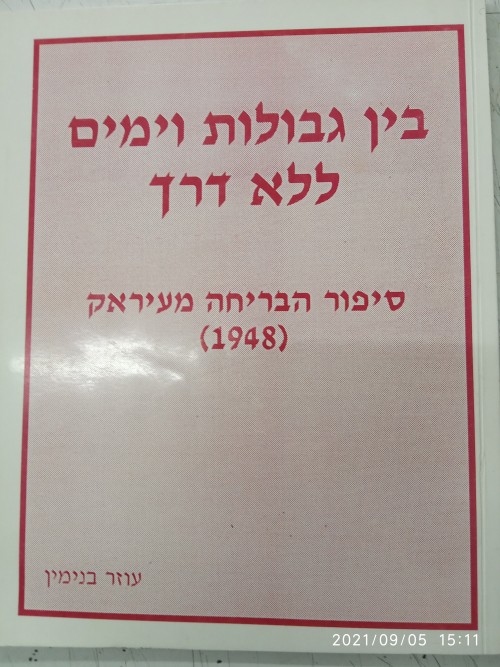 בין גבולות וימים
ללא דרך
סיפור הבריחה מעיראק
(1948)
עוזר בנימין
2021/09/05 15:11